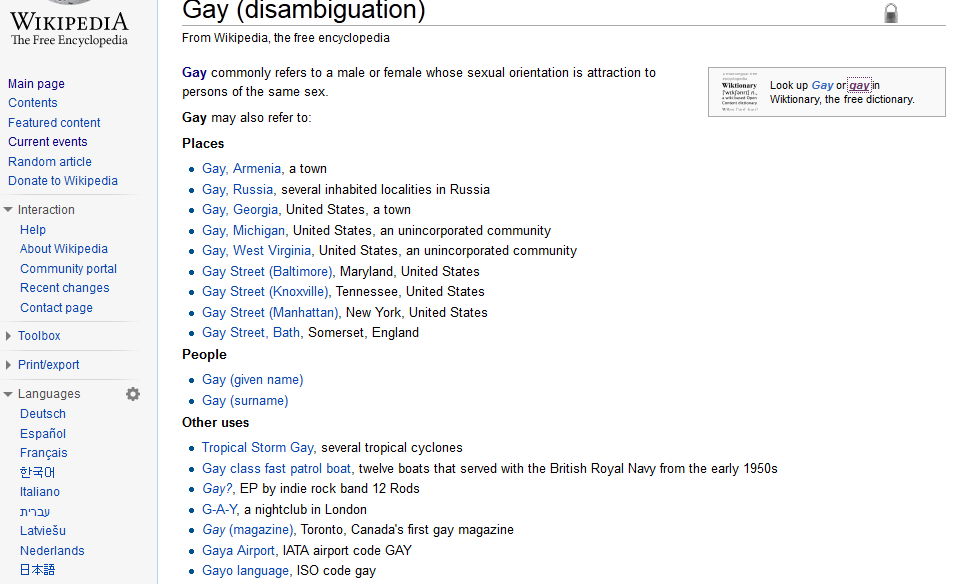 Gay (disambiguation)
WIKIPEDIA
The Free Encyclopedia
From Wikipedia, the free encyclopedia
Main page
Contents
Featured content
Current events
Random article
Donate to Wikipedia
Interaction
Help
About Wikipedia
Community portal
Recent changes
Contact page
Toolbox
Print/export
Languages
Deutsch
Español
Français
한국어
Italiano
עברית
Latviešu
Nederlands
日本語
Gay commonly refers to a male or female whose sexual orientation is attraction to
persons of the same sex.
Wiktionary
Look up Gay or gay in
Wiktionary, the free dictionary.
Gay may also refer to:
Places
Gay, Armenia, a town
Gay, Russia, several inhabited localities in Russia
Gay, Georgia, United States, a town
Gay, Michigan, United States, an unincorporated community
Gay, West Virginia, United States, an unincorporated community
Gay Street (Baltimore), Maryland, United States
Gay Street (Knoxville), Tennessee, United States
Gay Street (Manhattan), New York, United States
Gay Street, Bath, Somerset, England
People
Gay (given name)
Gay (surname)
Other uses
Tropical Storm Gay, several tropical cyclones
Gay class fast patrol boat, twelve boats that served with the British Royal Navy from the early 1950s
Gay?, EP by indie rock band 12 Rods
G-A-Y, a nightclub in London
Gay (magazine), Toronto, Canada's first gay magazine
Gaya Airport, IATA airport code GAY
Gayo language, ISO code gay